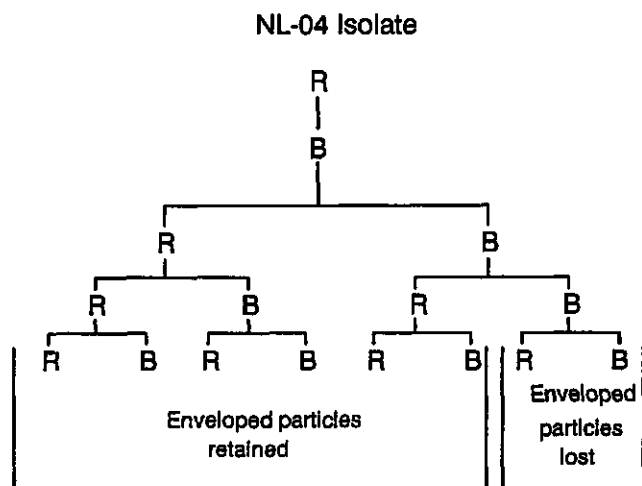 NL-04 Isolate
R
B
R B
R B R B
R B R B R B R B
Enveloped particles
retained
Enveloped
particles
lost